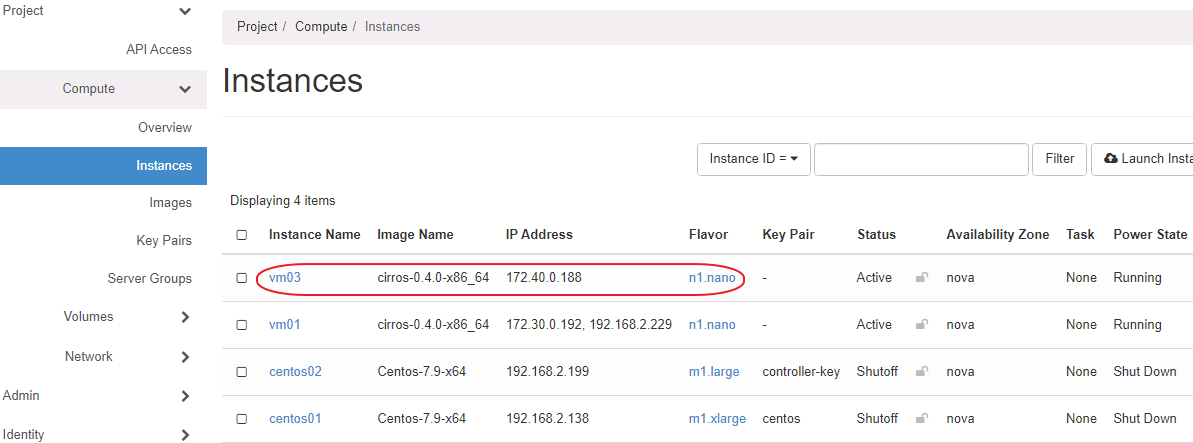 Project
API Access
Compute
Overview
Instances
Images
Key Pairs
Server Groups
Volumes
Network
Admin
Identity
Project / Compute / Instances
Instances
Instance ID = Filter Launch Insta
Displaying 4 items
Instance Name Image Name IP Address Flavor Key Pair Status Availability Zone Task Power State
vm03 cirros-0.4.0-x86_64 172.40.0.188 n1.nano - Active nova None Running
vm01 cirros-0.4.0-x86_64 172.30.0.192, 192.168.2.229 n1.nano - Active nova None Running
centos02 Centos-7.9-x64 192.168.2.199 m1.large controller-key Shutoff nova None Shut Down
centos01 Centos-7.9-x64 192.168.2.138 m1.xlarge centos Shutoff nova None Shut Down